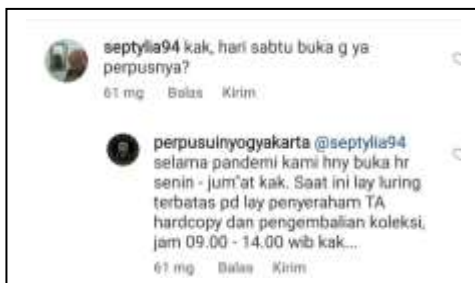 septylia94 kak, hari sabtu buka g ya
perpusnya?
61 mg Balas Kirim
perpusuinyogyakarta @septylia94
selama pandemi kami hny buka hr
senin - jum'at kak. Saat ini lay luring
terbatas pd lay penyeraham TA
hardcopy dan pengembalian koleksi,
jam 09.00 - 14.00 wib kak...
61 mg Balas Kirim